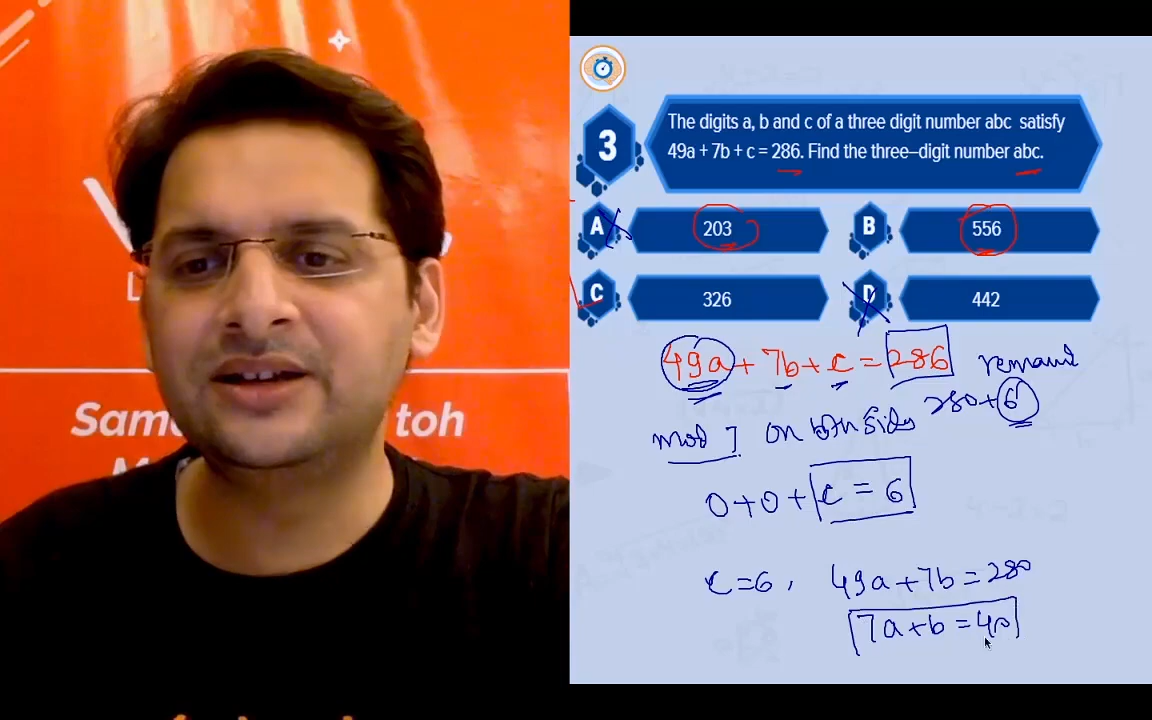 Sam toh
3
The digits a, b and c of a three digit number abc satisfy
49a + 7b + c = 286. Find the three–digit number abc.
A 203
B 556
C 326
D 442
49a + 7b + c = 286
280+6
mod 7 on both sides
0+0+ c = 6
c=6, 49a+7b=280
7a+b=40